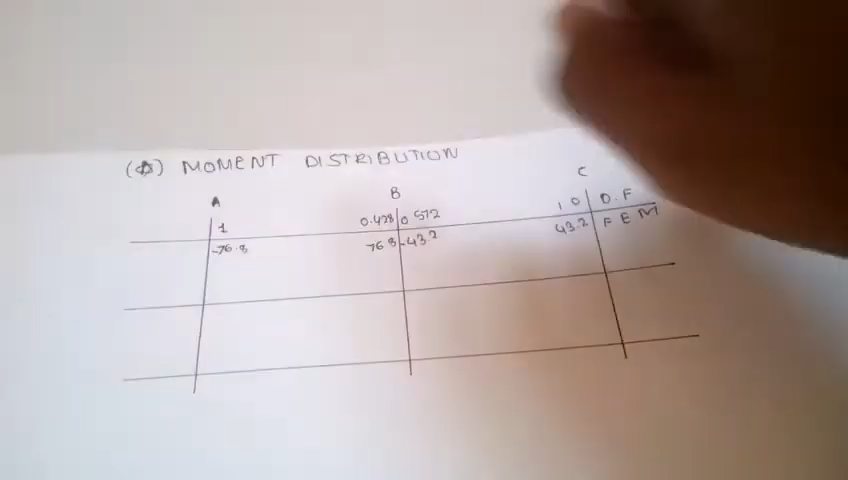 (A) MOMENT DISTRIBUTION
A B C
1 0.428 0.572 1 0 D.F
-76.8 76.8 -43.2 43.2 FEM